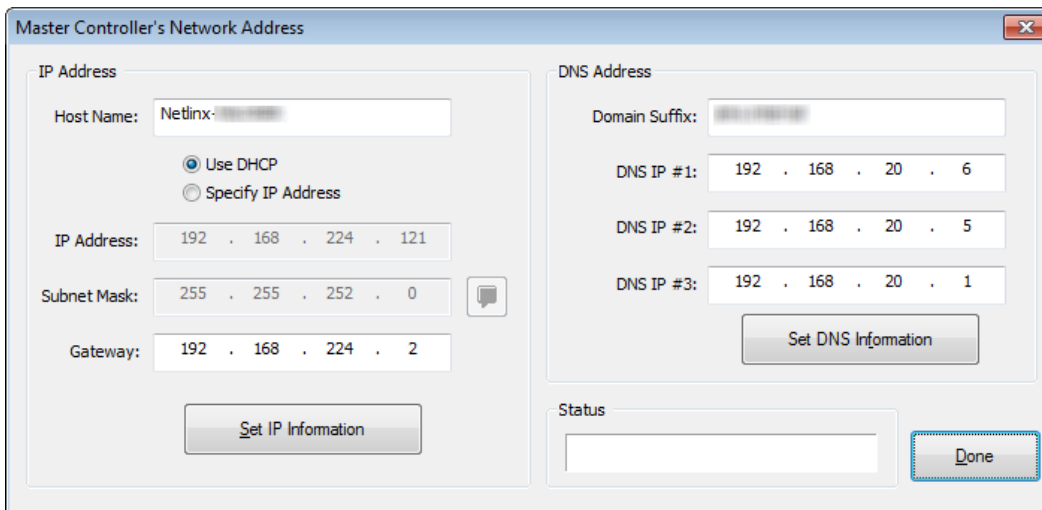 Master Controller's Network Address
IP Address
Host Name: Netlinx-
Use DHCP
Specify IP Address
IP Address: 192 . 168 . 224 . 121
Subnet Mask: 255 . 255 . 252 . 0
Gateway: 192 . 168 . 224 . 2
Set IP Information
DNS Address
Domain Suffix:
DNS IP #1: 192 . 168 . 20 . 6
DNS IP #2: 192 . 168 . 20 . 5
DNS IP #3: 192 . 168 . 20 . 1
Set DNS Information
Status
Done